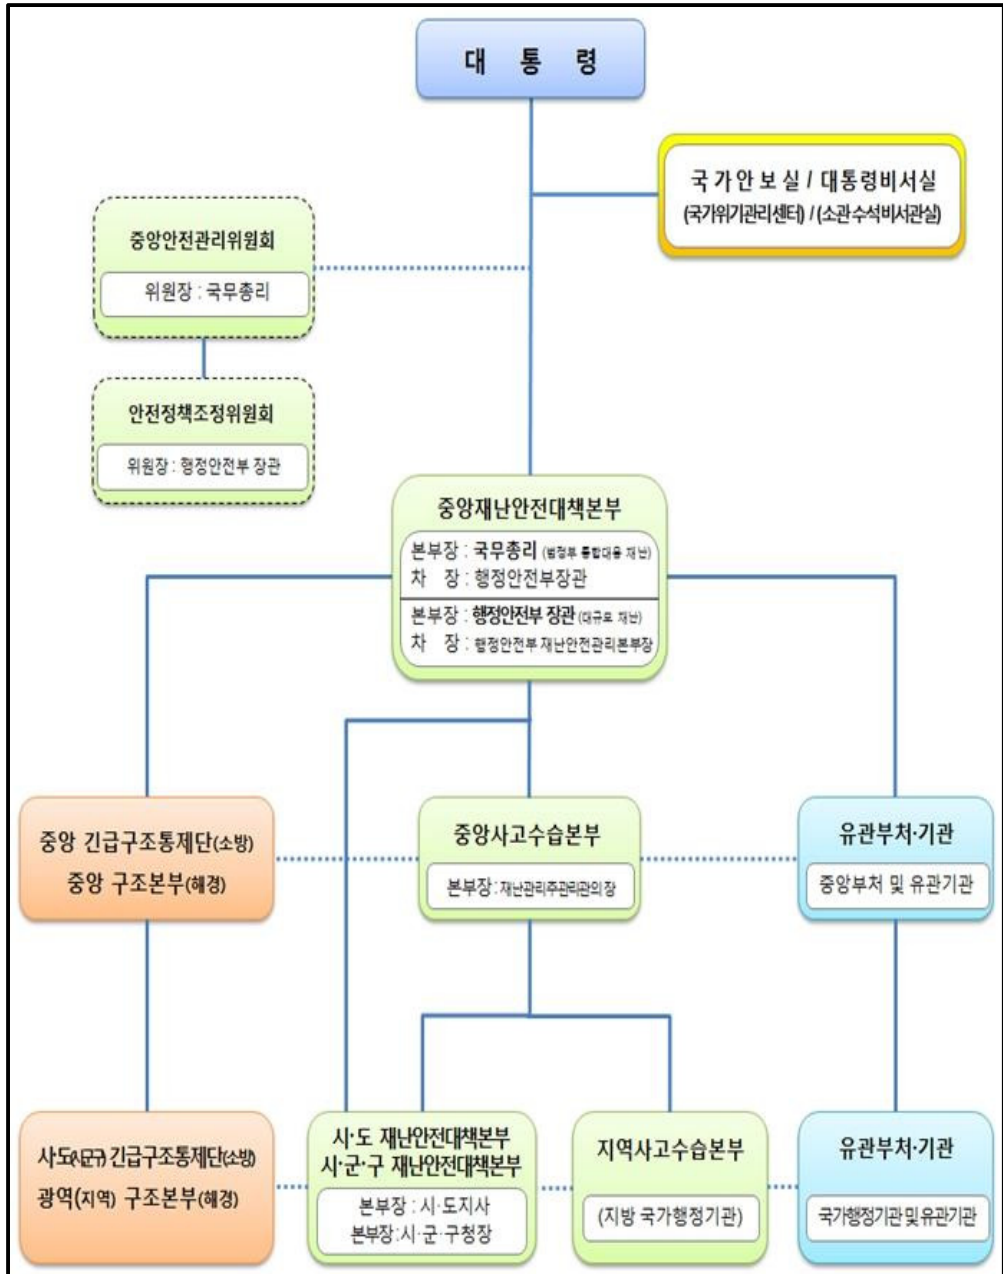 대 통 령
국가안보실 / 대통령비서실
(국가위기관리센터) / (소관수석비서관실)
중앙안전관리위원회
위원장 : 국무총리
안전정책조정위원회
위원장 : 행정안전부 장관
중앙재난안전대책본부
본부장 : 국무총리 (범정부 통합대응 재난)
차 장 : 행정안전부장관
본부장 : 행정안전부 장관 (대규모 재난)
차 장 : 행정안전부 재난안전관리본부장
중앙 긴급구조통제단(소방)
중앙 구조본부(해경)
중앙사고수습본부
본부장 : 재난관리주관리관의 장
유관부처·기관
중앙부처 및 유관기관
긴급구조통제단(소방)
광역(지역) 구조본부(해경)
시·도 재난안전대책본부
시·군·구 재난안전대책본부
본부장 : 시·도지사
본부장 : 시·군·구청장
지역사고수습본부
(지방 국가행정기관)
유관부처·기관
국가행정기관 및 유관기관